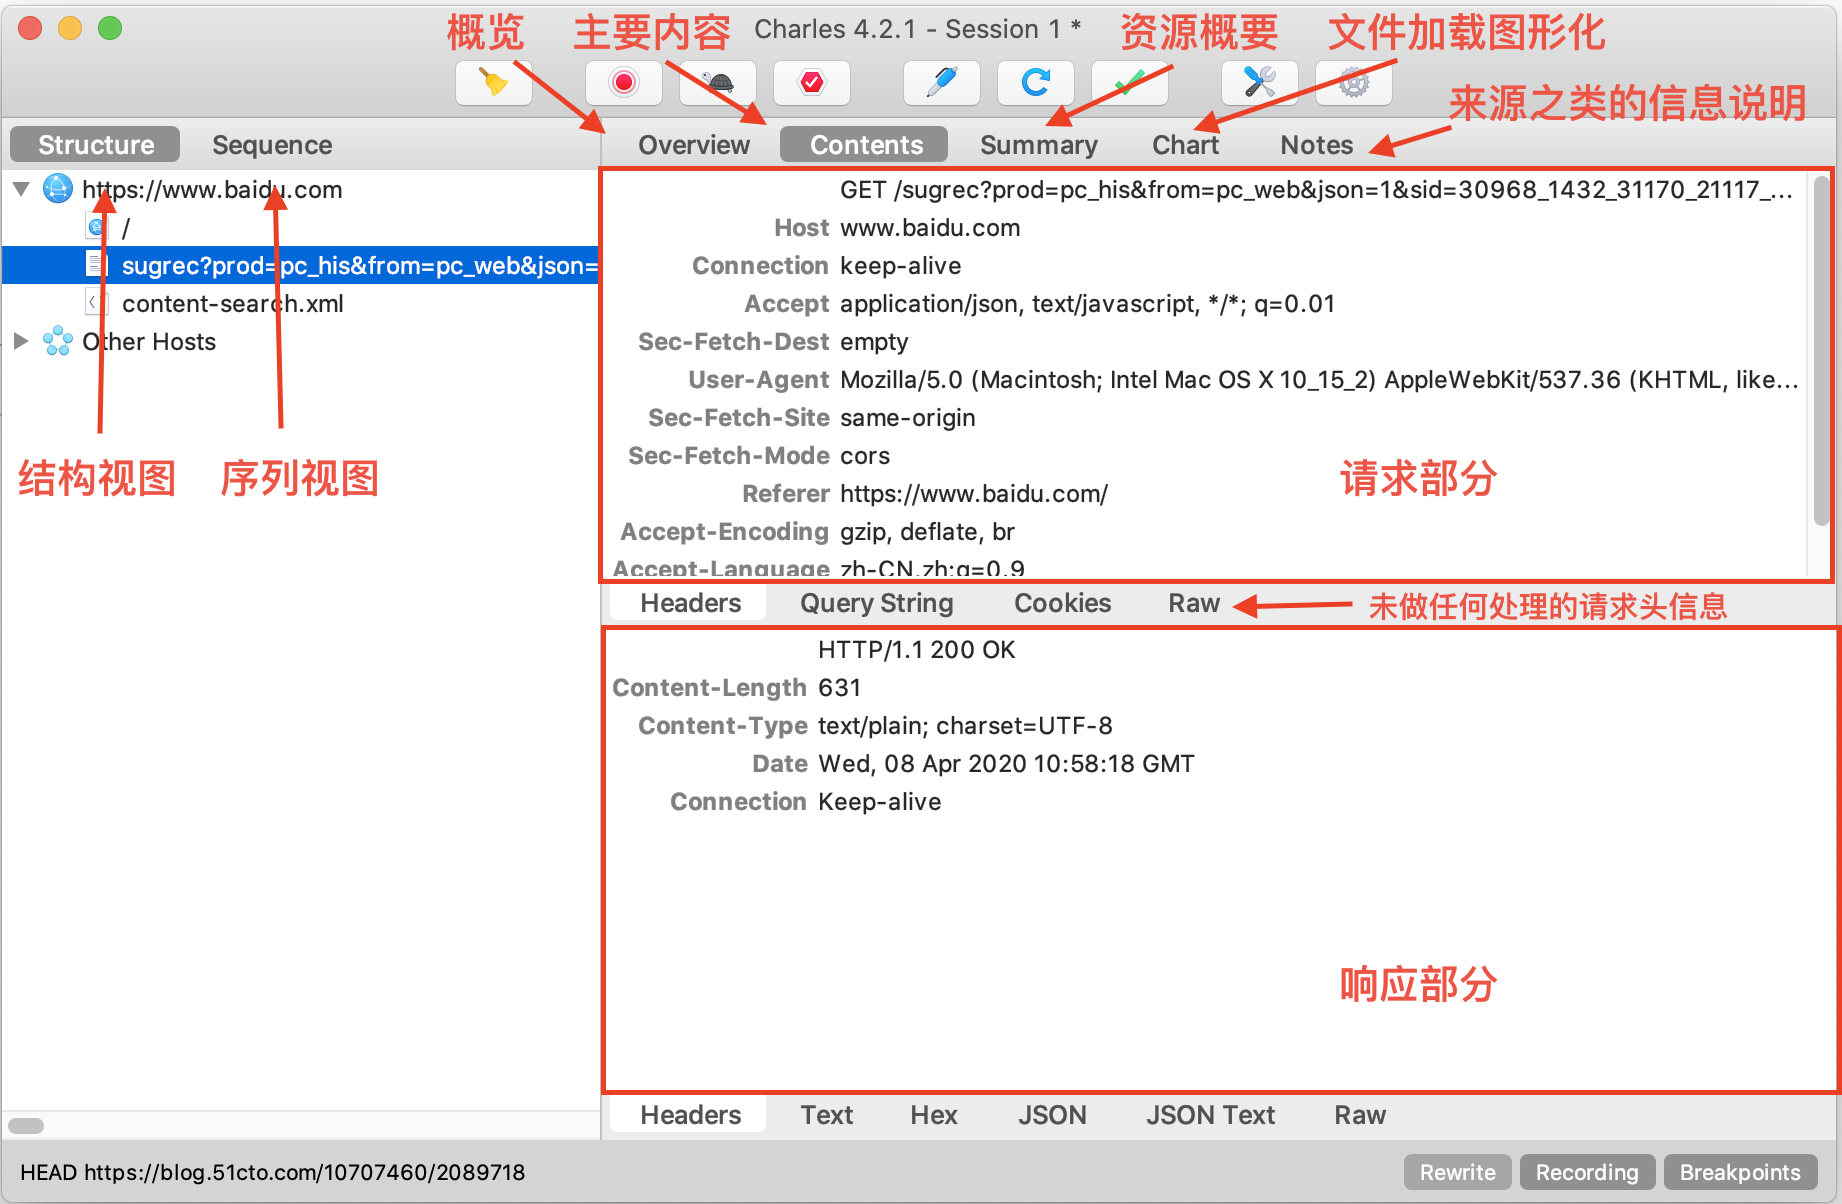 概览 主要内容 Charles 4.2.1 - Session 1 * 资源概要 文件加载图形化
来源之类的信息说明
Structure Sequence
Overview Contents Summary Chart Notes
https://www.baidu.com
/
sugrec?prod=pc_his&from=pc_web&json=
content-search.xml
Other Hosts
结构视图 序列视图
GET /sugrec?prod=pc_his&from=pc_web&json=1&sid=30968_1432_31170_21117_...
Host www.baidu.com
Connection keep-alive
Accept application/json, text/javascript, */*; q=0.01
Sec-Fetch-Dest empty
User-Agent Mozilla/5.0 (Macintosh; Intel Mac OS X 10_15_2) AppleWebKit/537.36 (KHTML, like...
Sec-Fetch-Site same-origin
Sec-Fetch-Mode cors
请求部分
Referer https://www.baidu.com/
Accept-Encoding gzip, deflate, br
Accept-Language zh-CN,zh;q=0.9
Headers Query String Cookies Raw 未做任何处理的请求头信息
HTTP/1.1 200 OK
Content-Length 631
Content-Type text/plain; charset=UTF-8
Date Wed, 08 Apr 2020 10:58:18 GMT
Connection Keep-alive
响应部分
Headers Text Hex JSON JSON Text Raw
HEAD https://blog.51cto.com/10707460/2089718
Rewrite Recording Breakpoints